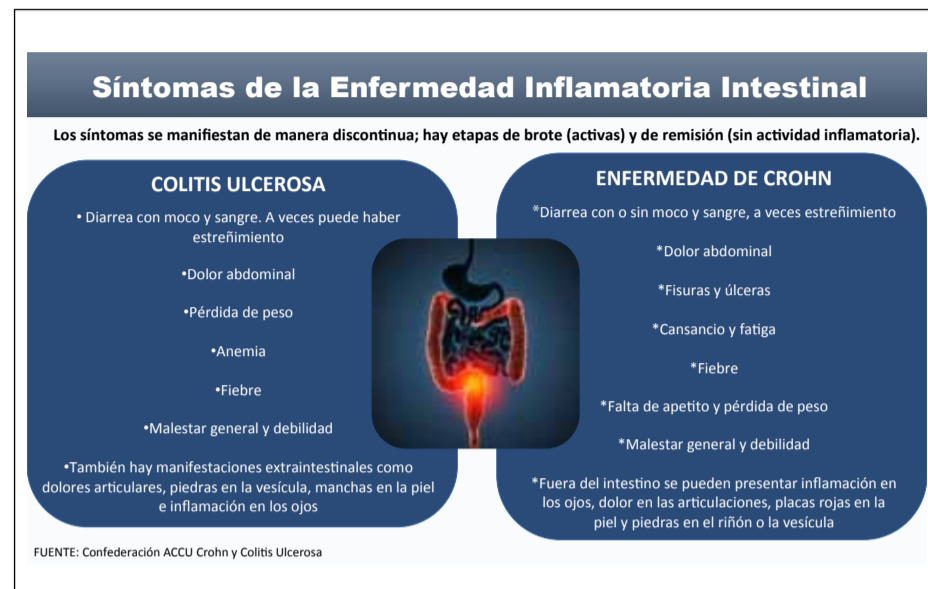 Síntomas de la Enfermedad Inflamatoria Intestinal
Los síntomas se manifiestan de manera discontinua; hay etapas de brote (activas) y de remisión (sin actividad inflamatoria).
COLITIS ULCEROSA
• Diarrea con moco y sangre. A veces puede haber
estreñimiento
•Dolor abdominal
•Pérdida de peso
•Anemia
•Fiebre
•Malestar general y debilidad
•También hay manifestaciones extraintestinales como
dolores articulares, piedras en la vesícula, manchas en la piel
e inflamación en los ojos
ENFERMEDAD DE CROHN
*Diarrea con o sin moco y sangre, a veces estreñimiento
*Dolor abdominal
*Fisuras y úlceras
*Cansancio y fatiga
*Fiebre
*Falta de apetito y pérdida de peso
*Malestar general y debilidad
*Fuera del intestino se pueden presentar inflamación en
los ojos, dolor en las articulaciones, placas rojas en la
piel y piedras en el riñón o la vesícula
FUENTE: Confederación ACCU Crohn y Colitis Ulcerosa